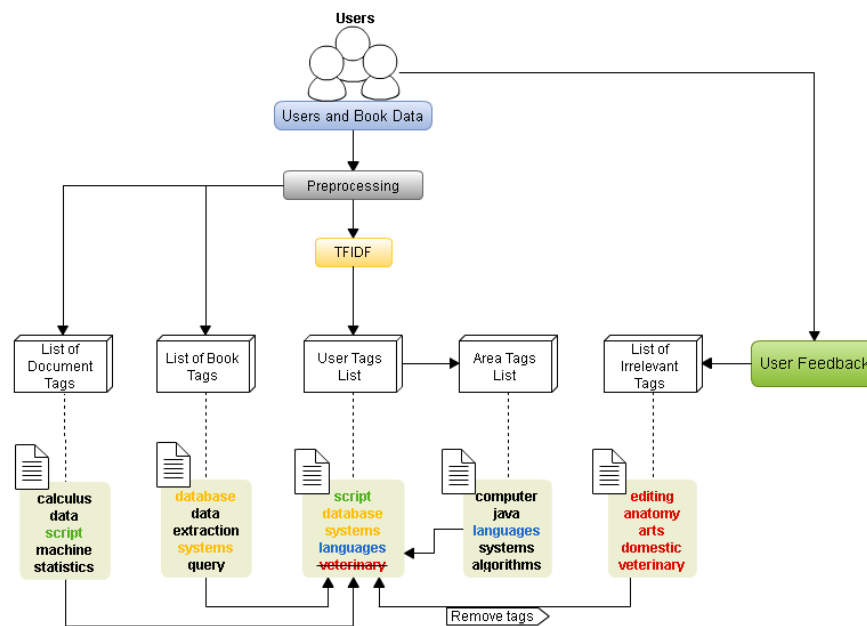 Users
Users and Book Data
Preprocessing
TFIDF
List of
Document
Tags
List of Book
Tags
User Tags
List
Area Tags
List
List of
Irrelevant
Tags
User Feedback
calculus
data
script
machine
statistics
database
data
extraction
systems
query
script
database
systems
languages
veterinary
computer
java
languages
systems
algorithms
editing
anatomy
arts
domestic
veterinary
Remove tags